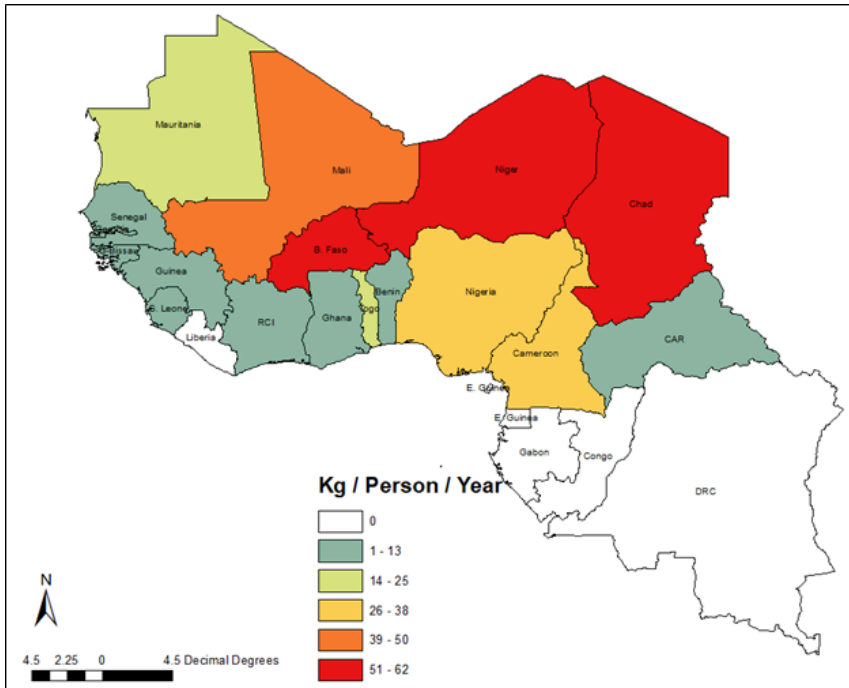 Mauritania
Mali
Niger
Chad
Senegal
B. Faso
Guinea
Benin
Nigeria
S. Leone
RCI
Ghana
Liberia
CAR
Cameroon
E. Guinea
E. Guinea
Gabon
Congo
DRC
Kg / Person / Year
0
1 - 13
14 - 25
26 - 38
39 - 50
51 - 62
N
4.5 2.25 0 4.5 Decimal Degrees